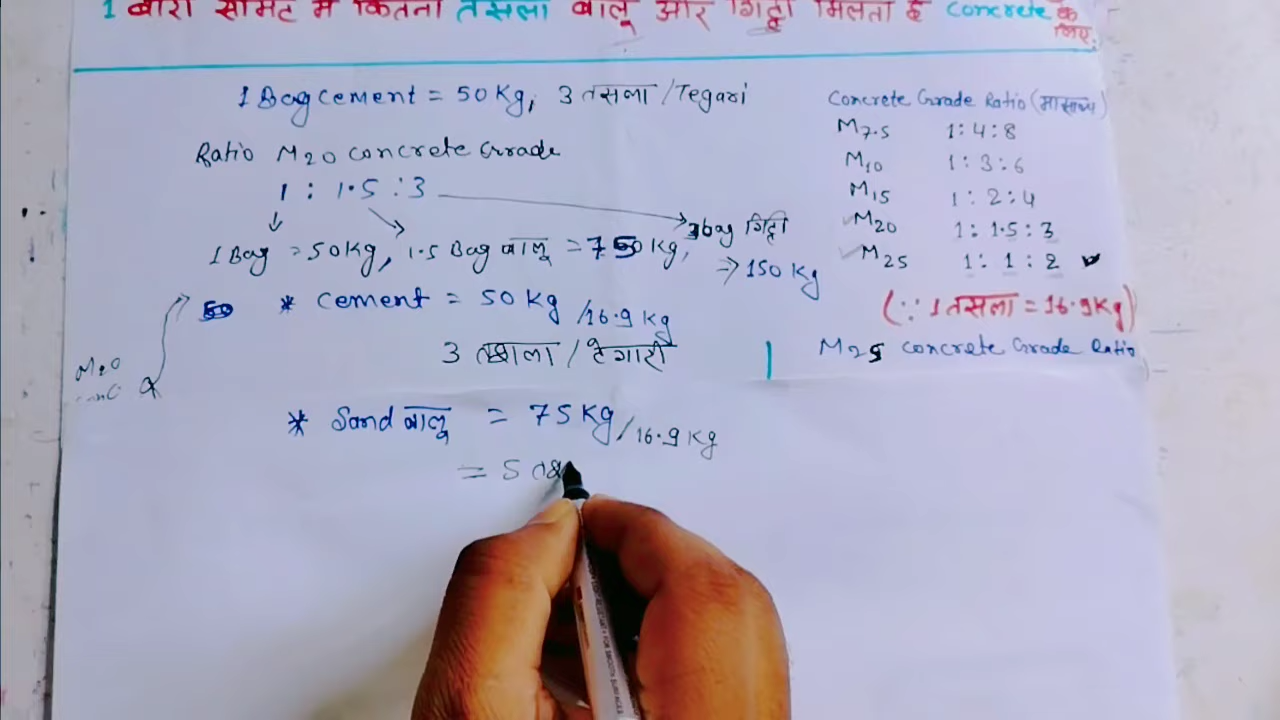 1 बोरी सीमेंट में कितना तसला बालू और गिट्टी मिलता है concrete के लिए.
1 Bag cement = 50 Kg, 3 तसला / Tegari
Ratio M20 concrete Grade
1 : 1.5 : 3
1 Bag = 50 Kg, 1.5 Bag बालू = 750 Kg,
3 bag गिट्टी
⇒ 150 Kg
* Cement = 50 Kg / 16.9 Kg
3 तसाला / टेगारी
* Sand बालू = 75 Kg / 16.9 Kg
= 5
M20
Concrete Grade Ratio
M7.5 1 : 4 : 8
M10 1 : 3 : 6
M15 1 : 2 : 4
M20 1 : 1.5 : 3
M25 1 : 1 : 2
(∵ 1 तसला = 16.9 Kg)
M25 concrete Grade Ratio